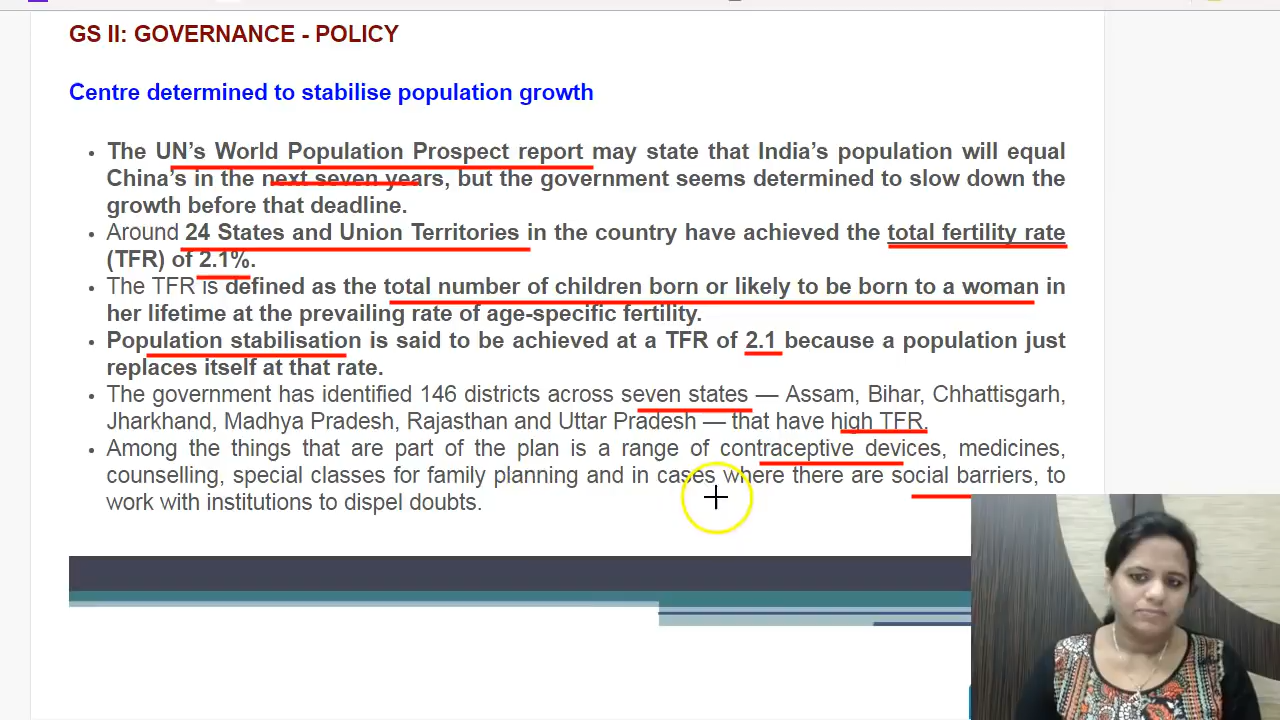 GS II: GOVERNANCE - POLICY
Centre determined to stabilise population growth
• The UN's World Population Prospect report may state that India's population will equal
China's in the next seven years, but the government seems determined to slow down the
growth before that deadline.
• Around 24 States and Union Territories in the country have achieved the total fertility rate
(TFR) of 2.1%.
• The TFR is defined as the total number of children born or likely to be born to a woman in
her lifetime at the prevailing rate of age-specific fertility.
• Population stabilisation is said to be achieved at a TFR of 2.1 because a population just
replaces itself at that rate.
• The government has identified 146 districts across seven states — Assam, Bihar, Chhattisgarh,
Jharkhand, Madhya Pradesh, Rajasthan and Uttar Pradesh — that have high TFR.
• Among the things that are part of the plan is a range of contraceptive devices, medicines,
counselling, special classes for family planning and in cases where there are social barriers, to
work with institutions to dispel doubts.